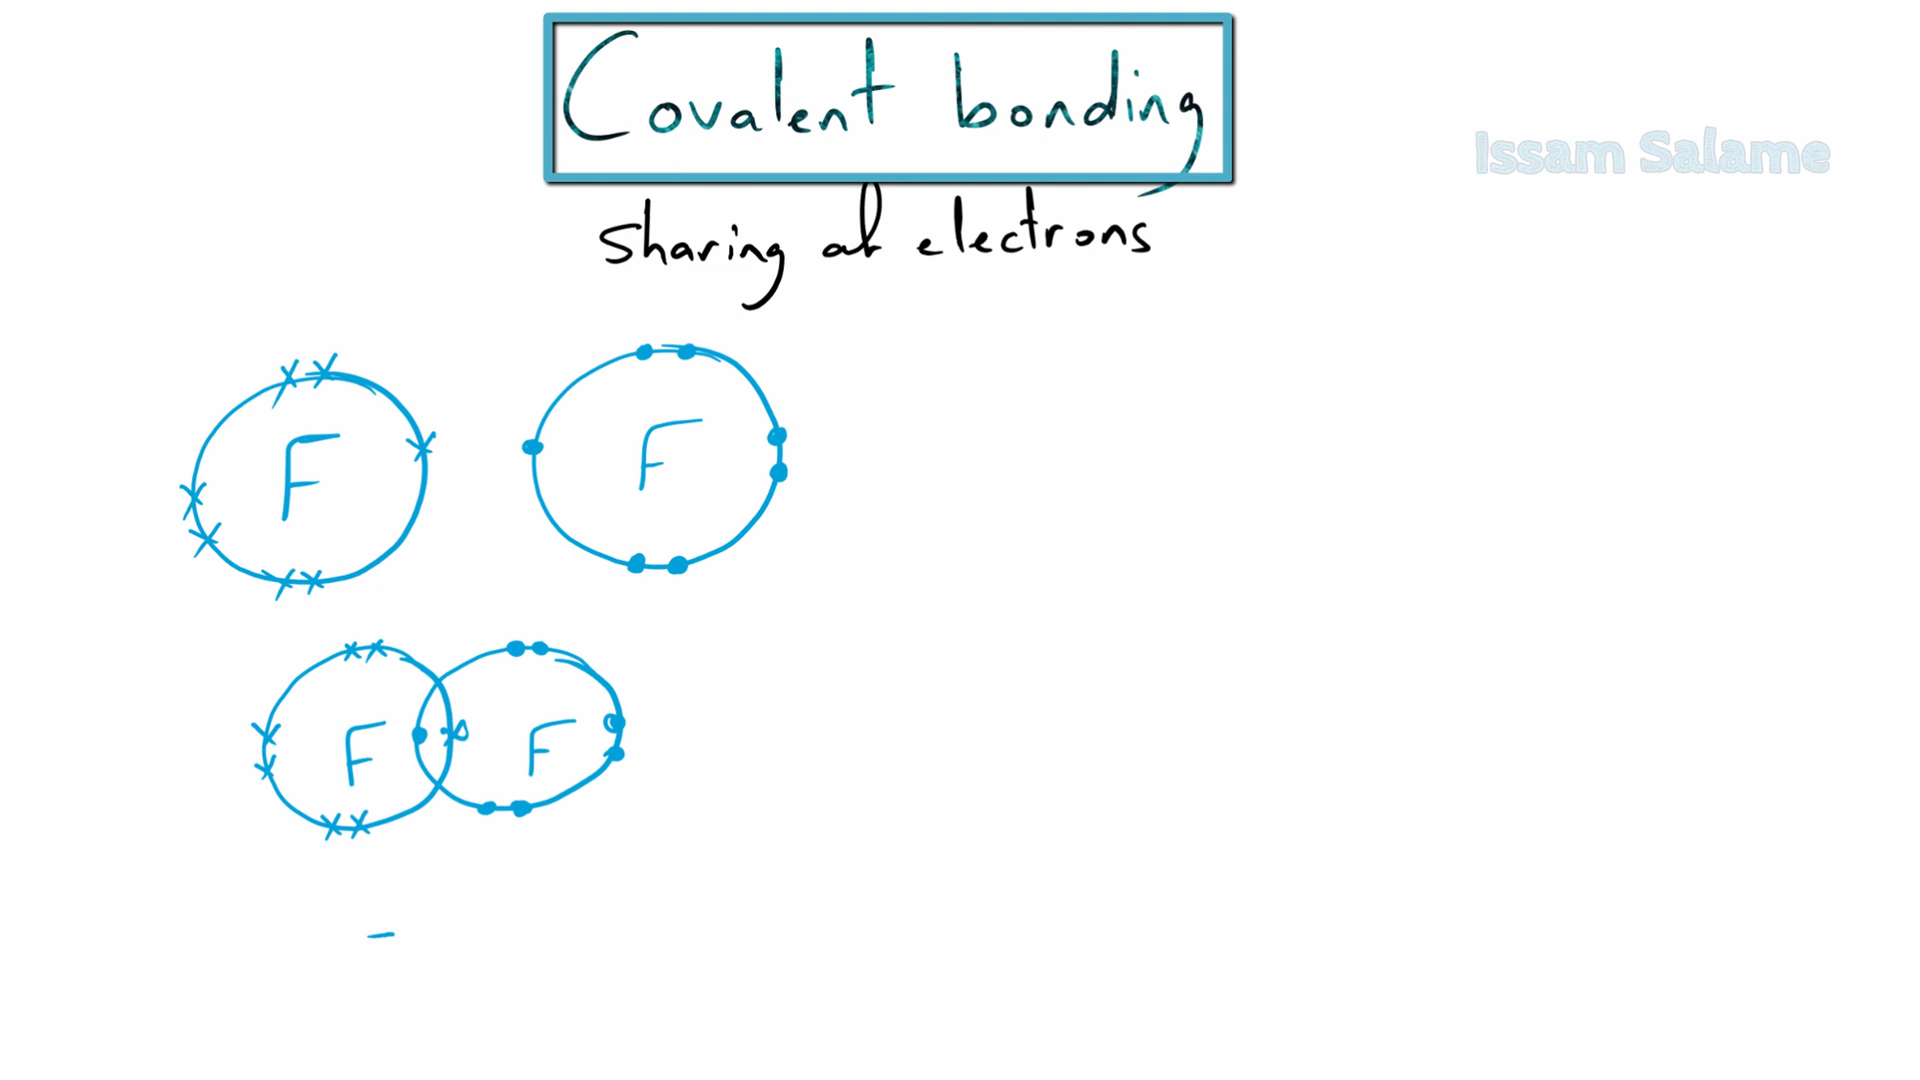 Covalent bonding
Issam Salame
Sharing of electrons
F F
F F